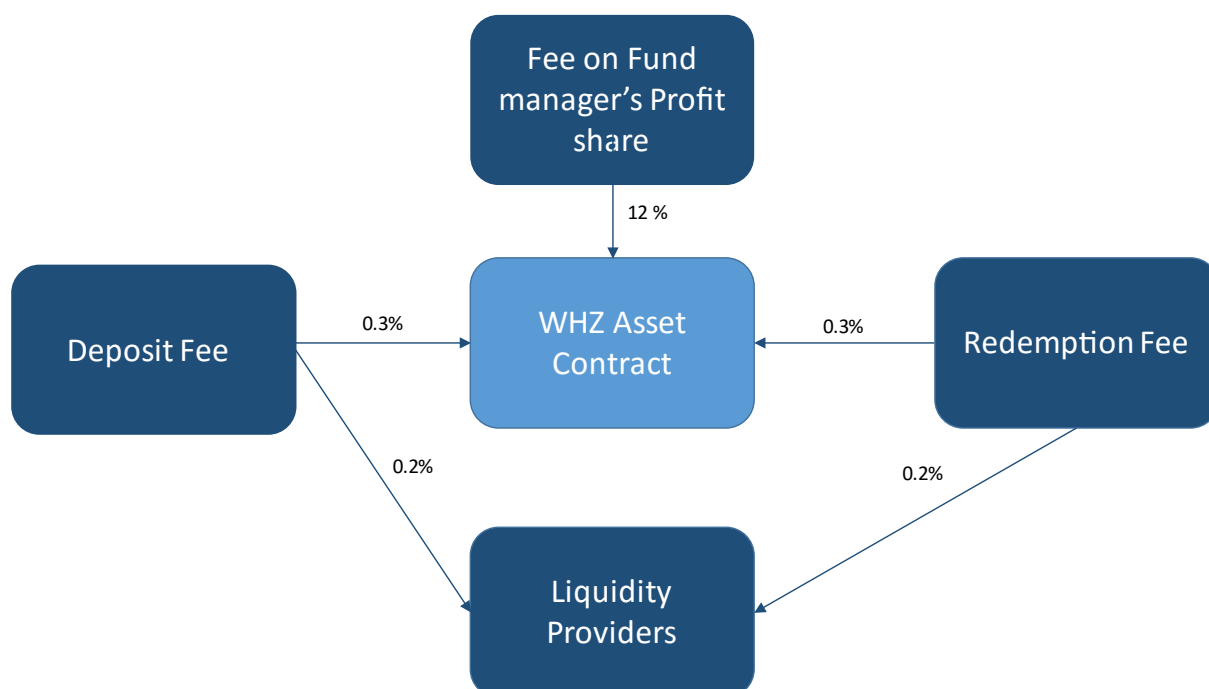 Fee on Fund
manager’s Profit
share
12 %
Deposit Fee
0.3%
WHZ Asset
Contract
0.3%
Redemption Fee
0.2%
0.2%
Liquidity
Providers